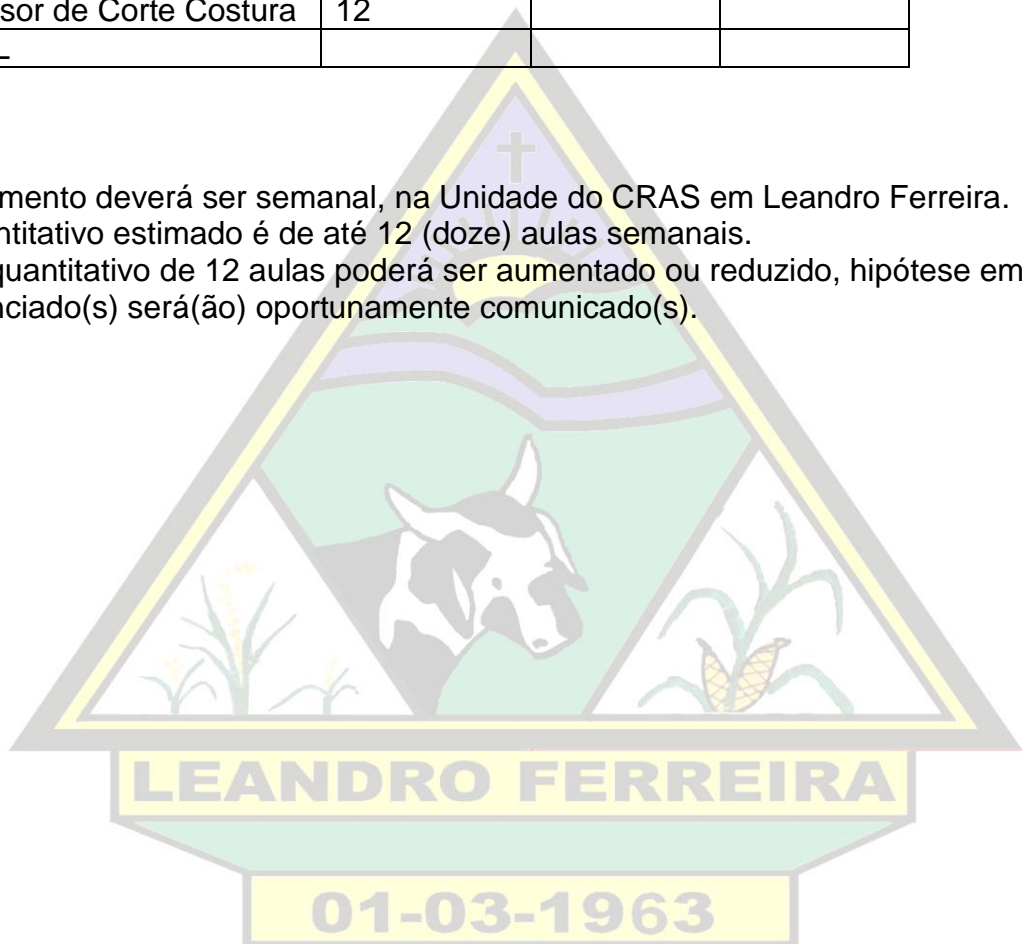 sor de Corte Costura 12
mento deverá ser semanal, na Unidade do CRAS em Leandro Ferreira.
ntitativo estimado é de até 12 (doze) aulas semanais.
quantitativo de 12 aulas poderá ser aumentado ou reduzido, hipótese em
nciado(s) será(ão) oportunamente comunicado(s).
LEANDRO FERREIRA
01-03-1963